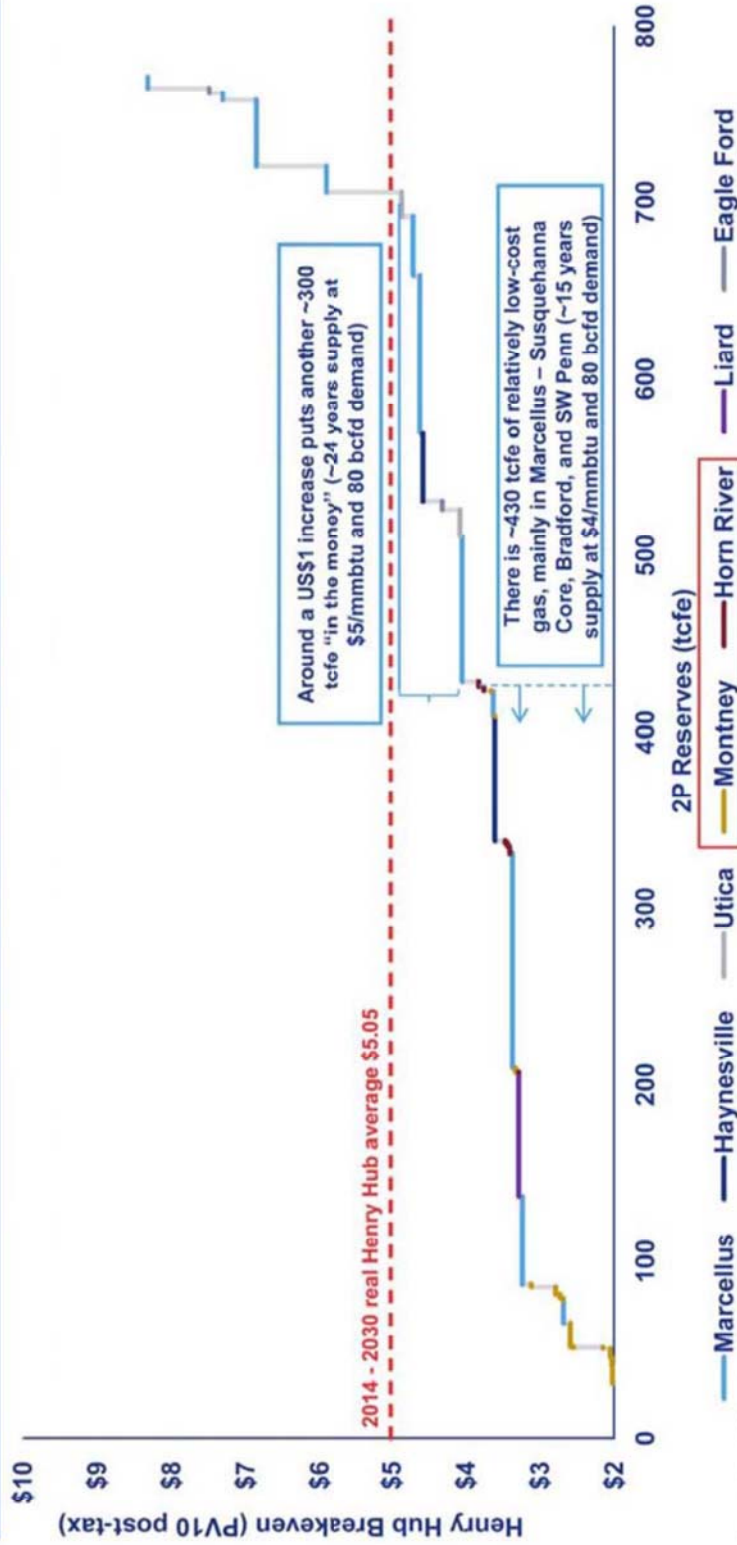 Henry Hub Breakeven (PV10 post-tax)
$10
$9
$8
$7
$6
$5
$4
$3
$2
2014 - 2030 real Henry Hub average $5.05
Around a US$1 increase puts another ~300
tcfe "in the money" (~24 years supply at
$5/mmbtu and 80 bcfd demand)
There is ~430 tcfe of relatively low-cost
gas, mainly in Marcellus – Susquehanna
Core, Bradford, and SW Penn (~15 years
supply at $4/mmbtu and 80 bcfd demand)
0
100
200
300
400
500
600
700
800
2P Reserves (tcfe)
Marcellus
Haynesville
Utica
Montney
Horn River
Liard
Eagle Ford